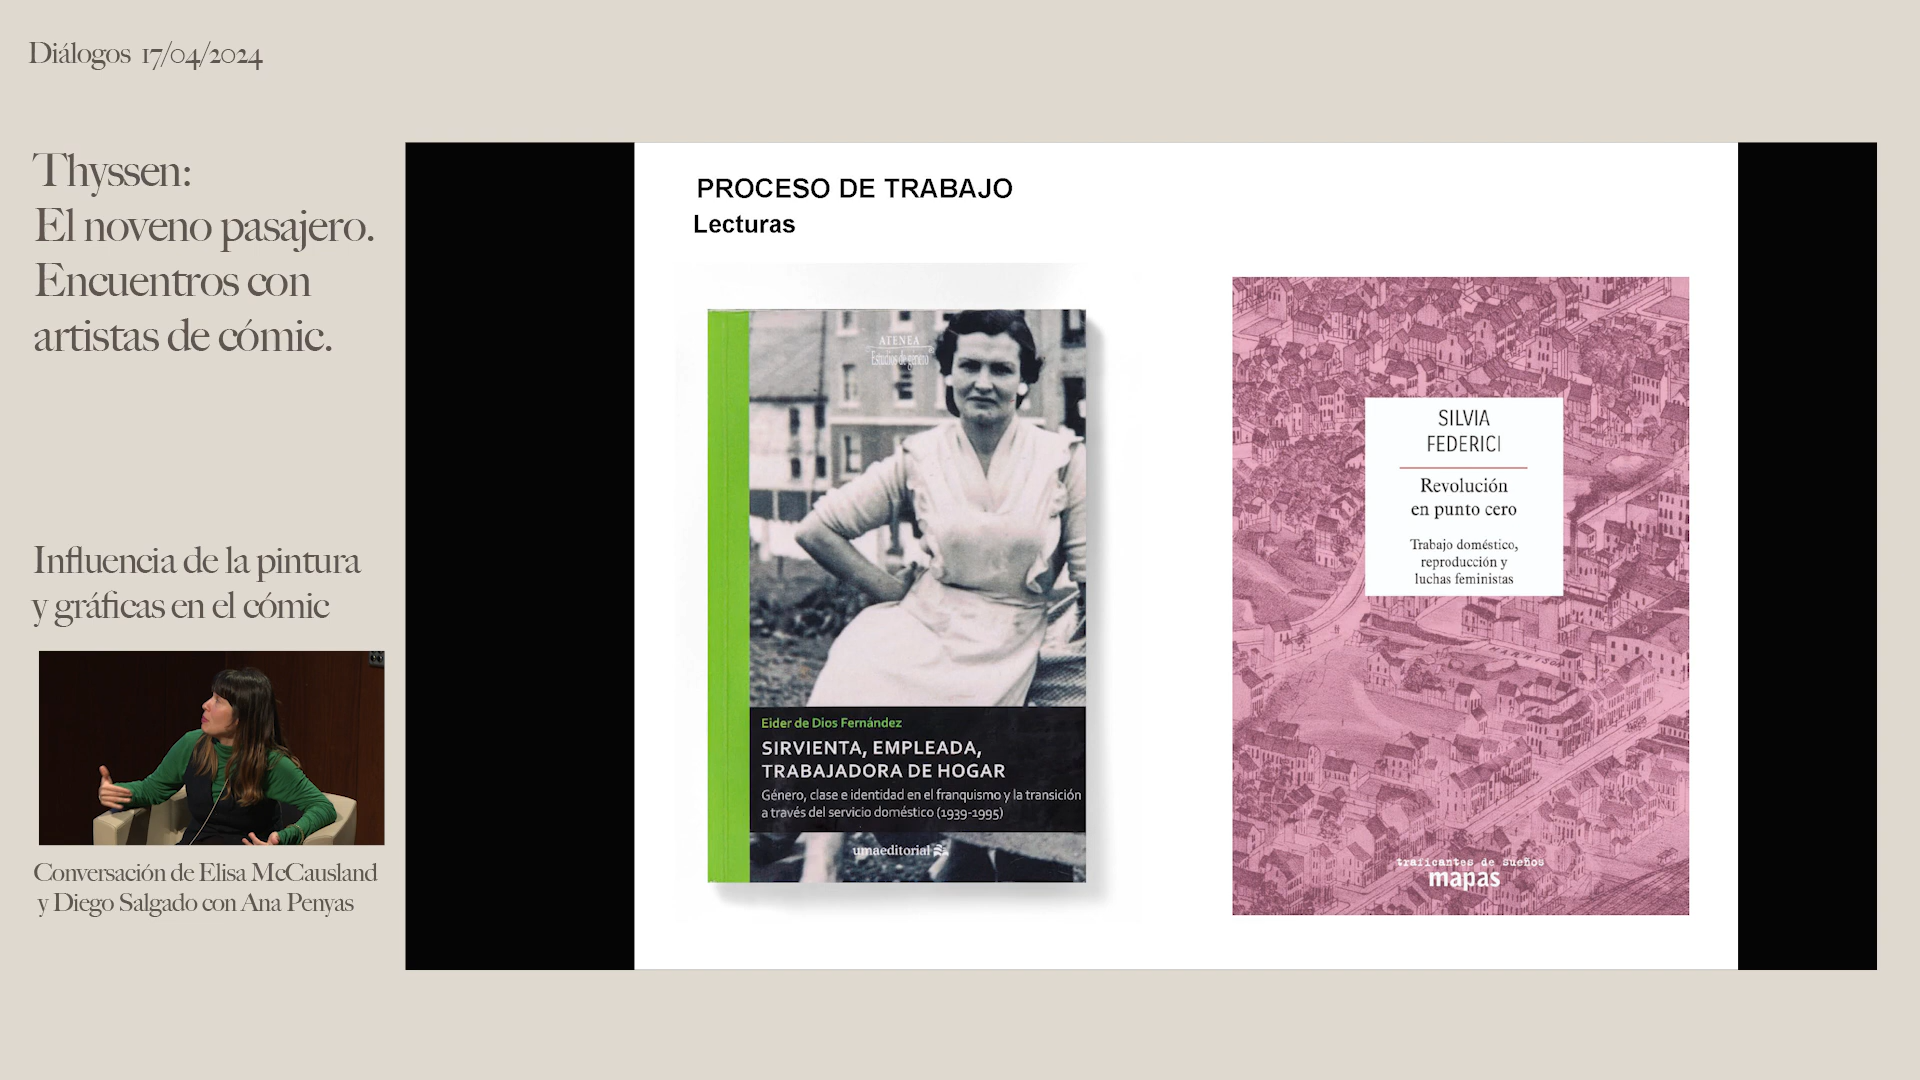 Diálogos 17/04/2024
Thyssen:
El noveno pasajero.
Encuentros con
artistas de cómic.
Influencia de la pintura
y gráficas en el cómic
Conversación de Elisa McCausland
y Diego Salgado con Ana Penyas
PROCESO DE TRABAJO
Lecturas
ATENEA
Estudios de género
Eider de Dios Fernández
SIRVIENTA, EMPLEADA,
TRABAJADORA DE HOGAR
Género, clase e identidad en el franquismo y la transición
a través del servicio doméstico (1939-1995)
umaeditorial
SILVIA
FEDERICI
Revolución
en punto cero
Trabajo doméstico,
reproducción y
luchas feministas
traficantes de sueños
mapas